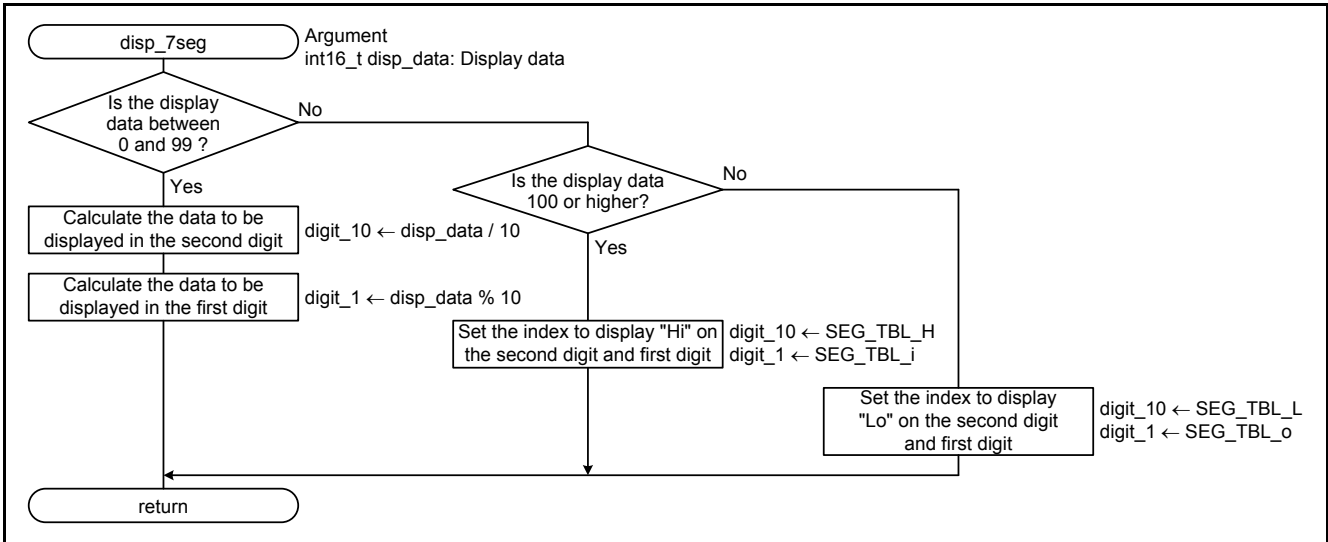 disp_7seg
Argument
int16_t disp_data: Display data
Is the display
data between
0 and 99 ?
No
Yes
Is the display data
100 or higher?
No
Yes
Calculate the data to be
displayed in the second digit
digit_10 ← disp_data / 10
Calculate the data to be
displayed in the first digit
digit_1 ← disp_data % 10
Set the index to display "Hi" on
the second digit and first digit
digit_10 ← SEG_TBL_H
digit_1 ← SEG_TBL_i
Set the index to display
"Lo" on the second digit
and first digit
digit_10 ← SEG_TBL_L
digit_1 ← SEG_TBL_o
return